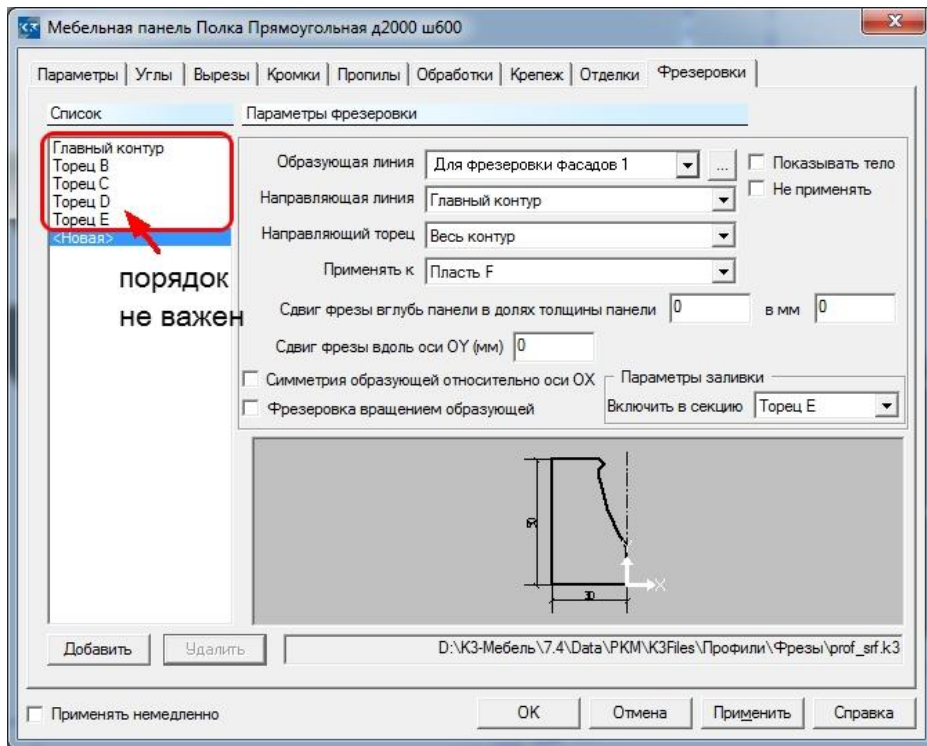 Мебельная панель Полка Прямоугольная д2000 ш600
Параметры Углы Вырезы Кромки Пропилы Обработки Крепеж Отделки Фрезеровки
Список
Параметры фрезеровки
Главный контур
Торец B
Торец C
Торец D
Торец E
<Новая>
порядок
не важен
Образующая линия Для фрезеровки фасадов 1 ... Показывать тело
Не применять
Направляющая линия Главный контур
Направляющий торец Весь контур
Применять к Пласть F
Сдвиг фрезы вглубь панели в долях толщины панели 0 в мм 0
Сдвиг фрезы вдоль оси OY (мм) 0
Симметрия образующей относительно оси OX
Фрезеровка вращением образующей
Параметры заливки
Включить в секцию Торец E
30
X
Добавить Удалить D:\K3-Мебель\7.4\Data\PKM\K3Files\Профили\Фрезы\prof_srf.k3
Применять немедленно OK Отмена Применить Справка